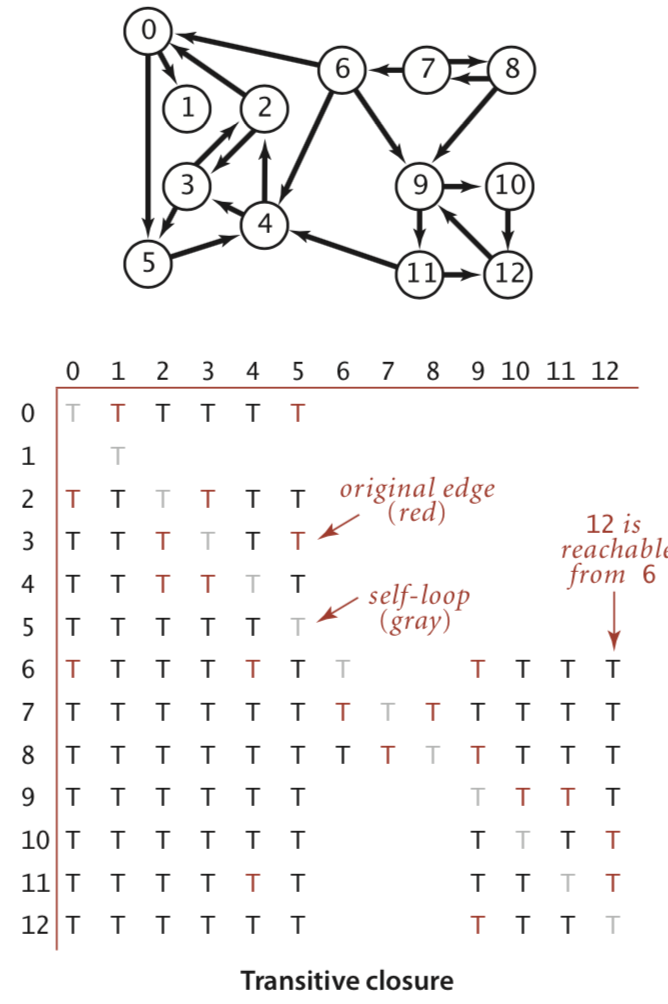 0
6 7 8
1 2
3 9 10
4
5
11 12
0 1 2 3 4 5 6 7 8 9 10 11 12
0 T T T T T T
1 T
2 T T T T T T
original edge
(red)
12 is
3 T T T T T T
reachable
from 6
4 T T T T T T
self-loop
(gray)
5 T T T T T T
6 T T T T T T T T T T T
7 T T T T T T T T T T T T T
8 T T T T T T T T T T T T T
9 T T T T T T T T T T
10 T T T T T T T T T T
11 T T T T T T T T T T
12 T T T T T T T T T T
Transitive closure